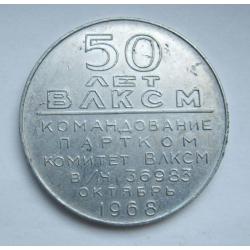 50
ЛЕТ
ВЛКСМ
КОМАНДОВАНИЕ
ПАРТКОМ
КОМИТЕТ ВЛКСМ
В/Ч 36983
ОКТЯБРЬ
1968